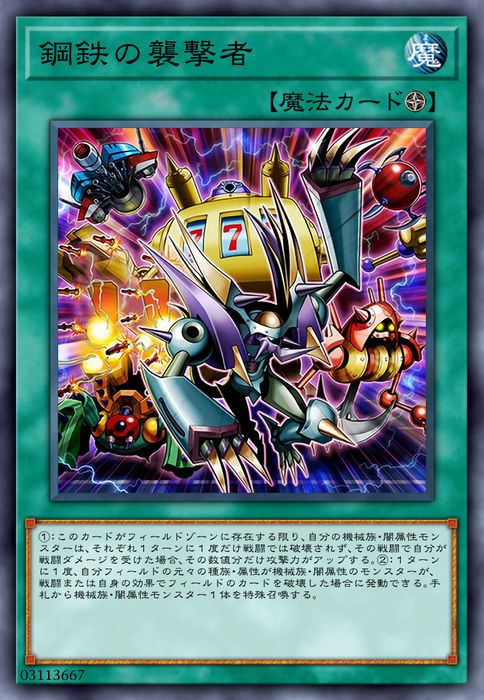 鋼鉄の襲撃者
魔
【魔法カード】
7 7
①:このカードがフィールドゾーンに存在する限り、自分の機械族・闇属性モン
スターは、それぞれ1ターンに1度だけ戦闘では破壊されず、その戦闘で自分が
戦闘ダメージを受けた場合、その数値分だけ攻撃力がアップする。②:1ターン
に1度、自分フィールドの元々の種族・属性が機械族・闇属性のモンスターが、
戦闘または自身の効果でフィールドのカードを破壊した場合に発動できる。手
札から機械族・闇属性モンスター1体を特殊召喚する。
03113667